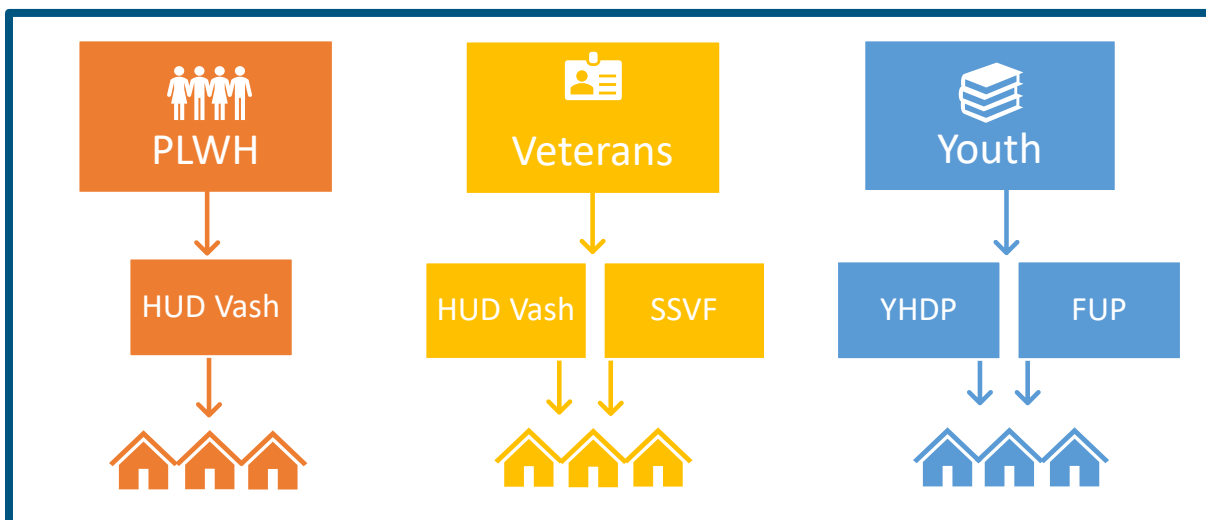 PLWH
Veterans
Youth
HUD Vash
HUD Vash
SSVF
YHDP
FUP